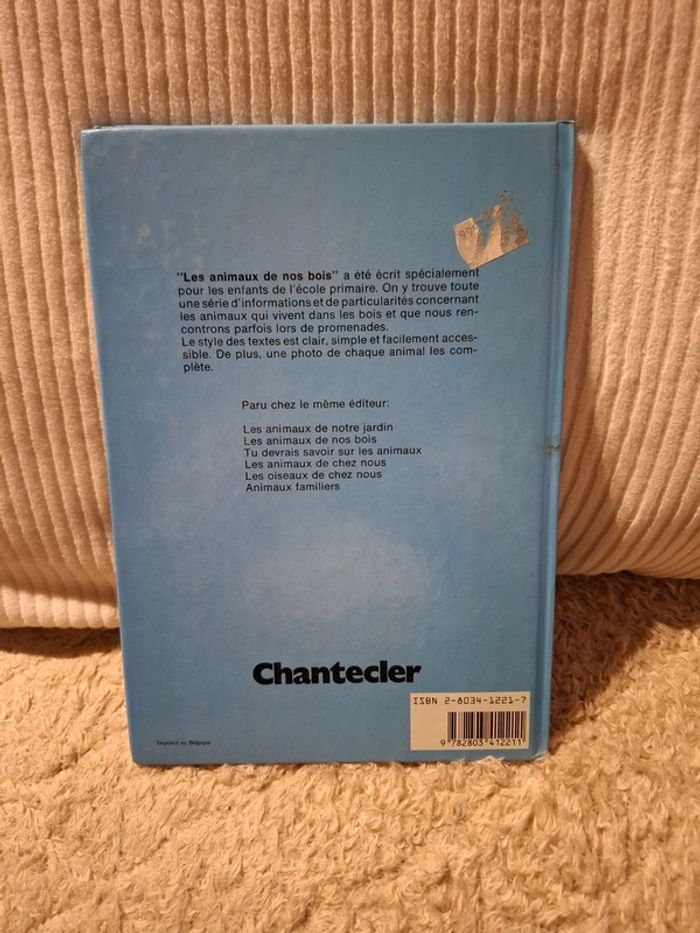 99
"Les animaux de nos bois" a été écrit spécialement
pour les enfants de l'école primaire. On y trouve toute
une série d'informations et de particularités concernant
les animaux qui vivent dans les bois et que nous ren-
controns parfois lors de promenades.
Le style des textes est clair, simple et facilement acces-
sible. De plus, une photo de chaque animal les com-
plète.
Paru chez le même éditeur:
Les animaux de notre jardin
Les animaux de nos bois
Tu devrais savoir sur les animaux
Les animaux de chez nous
Les oiseaux de chez nous
Animaux familiers
Chantecler
ISBN 2-8034-1221-7
9 782803 412211
Imprimé en Belgique